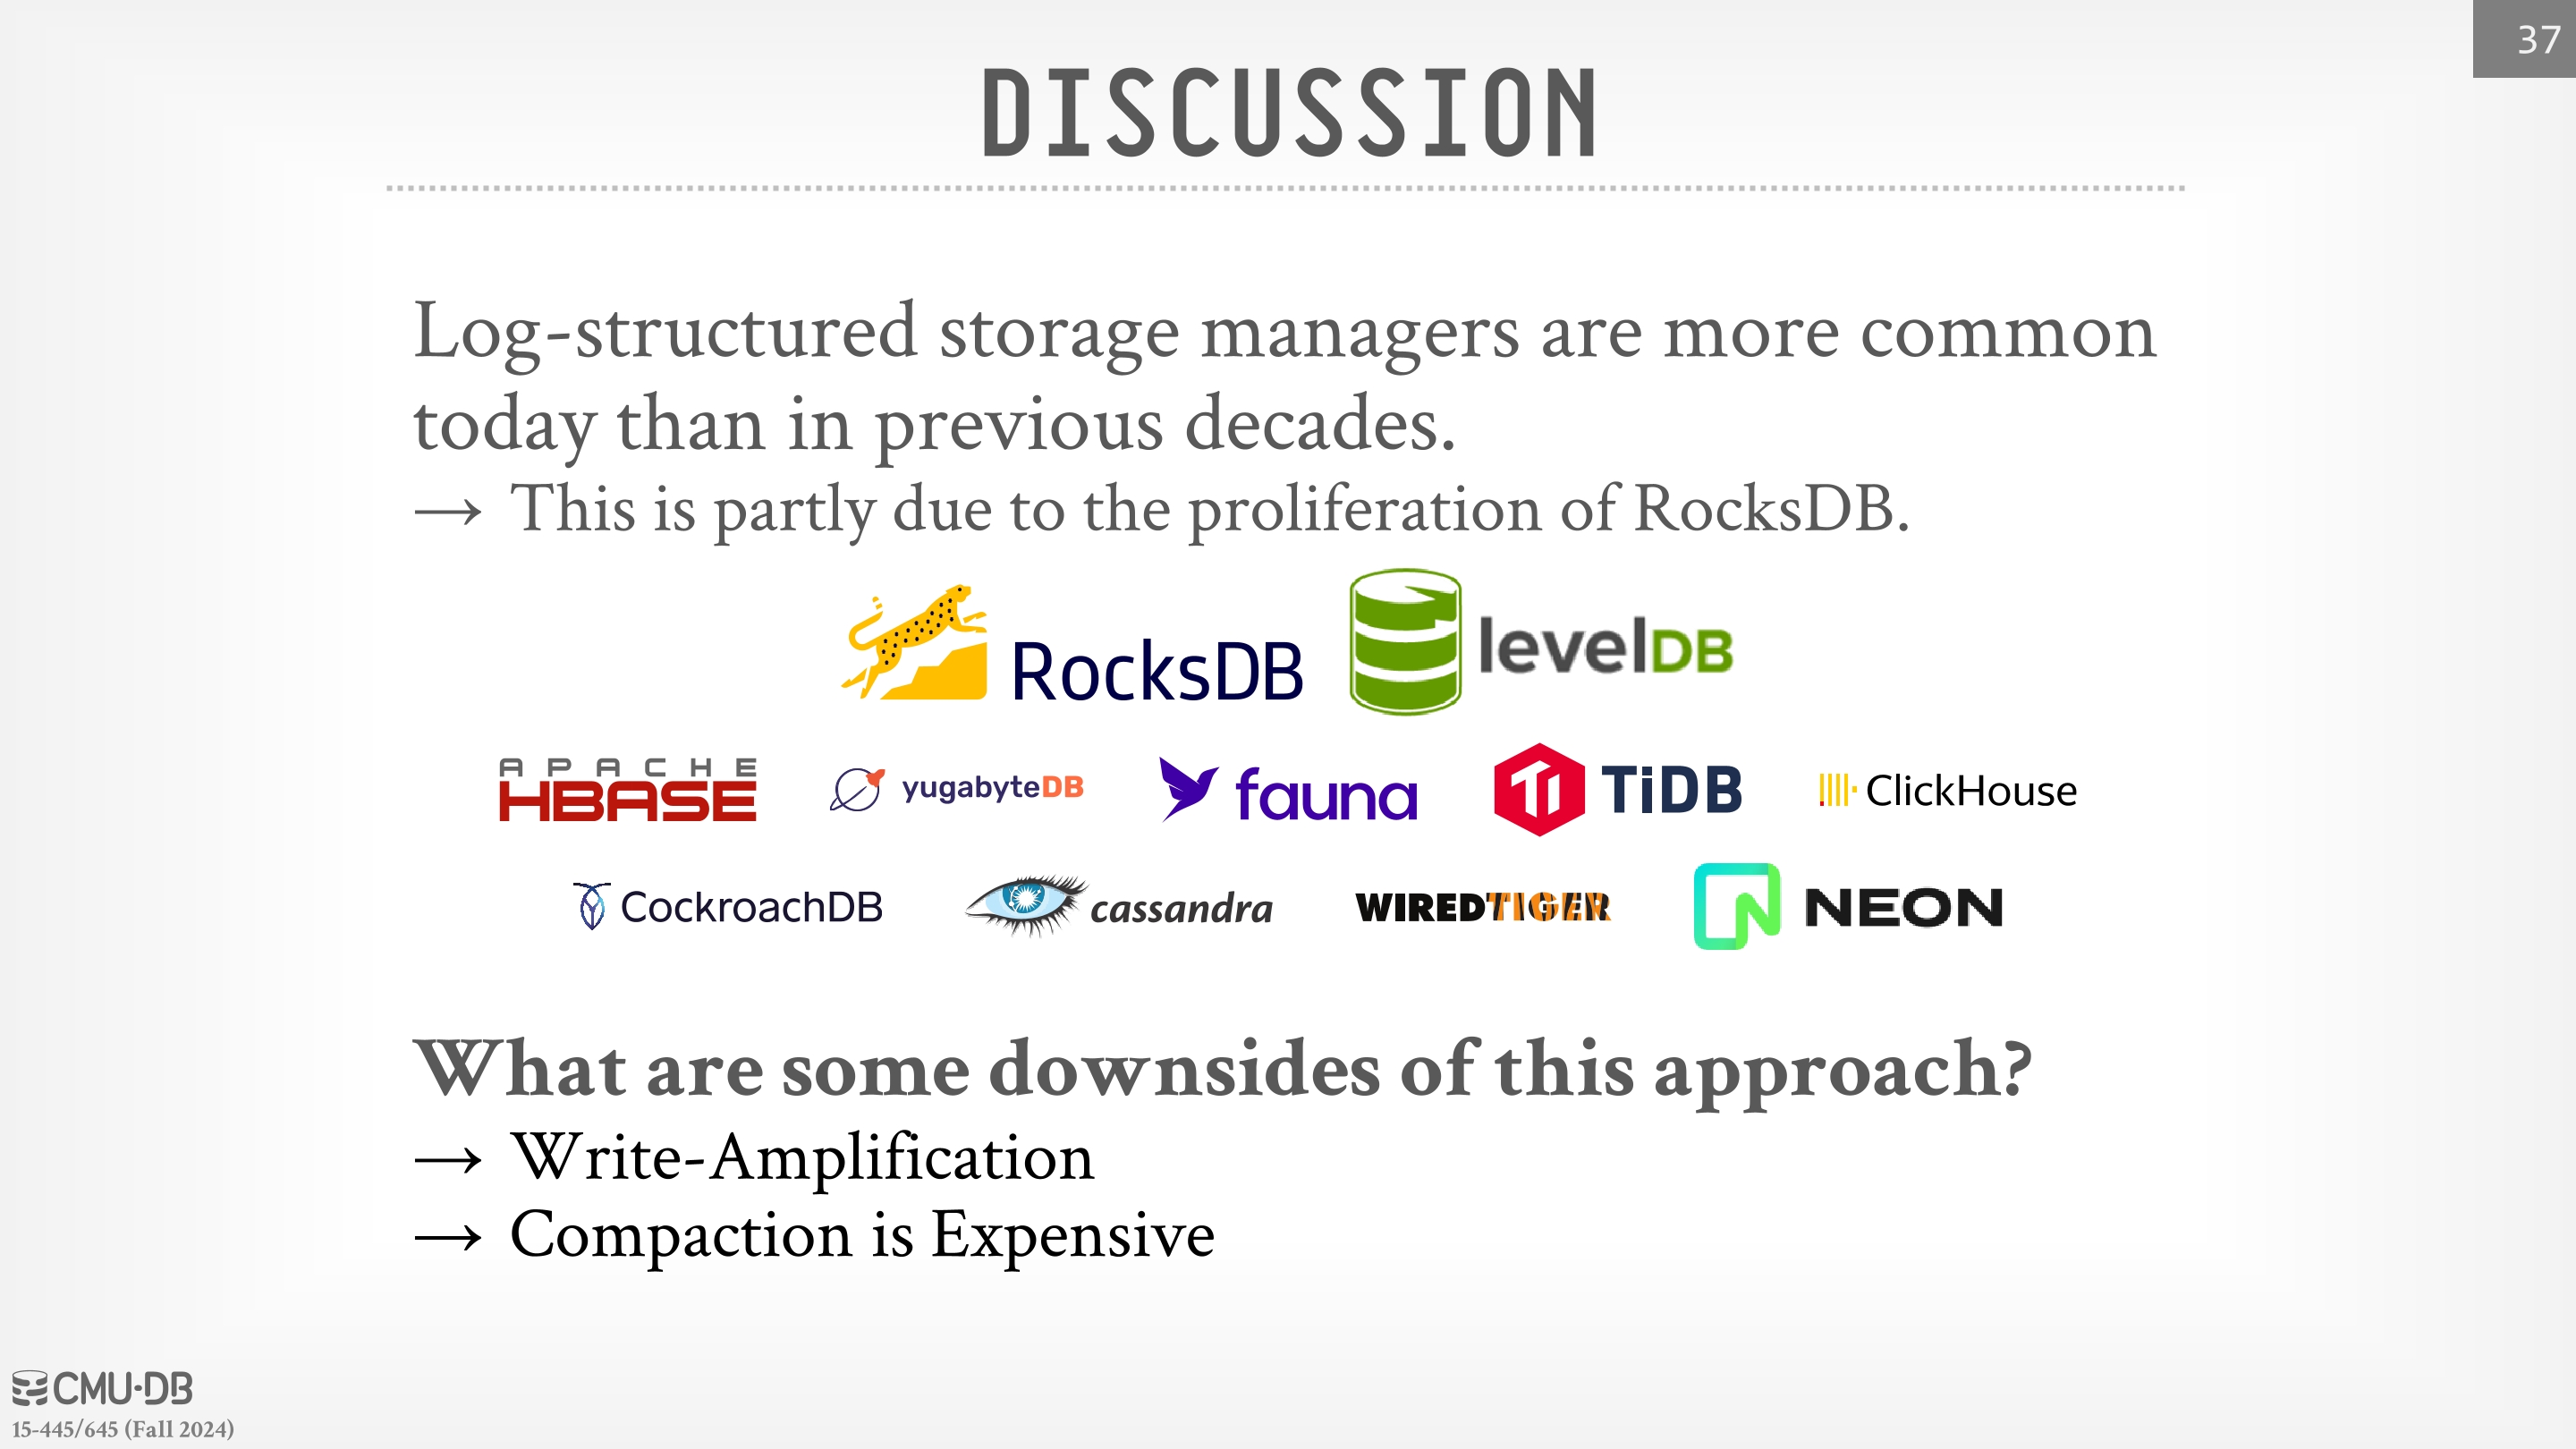 37
DISCUSSION
Log-structured storage managers are more common
today than in previous decades.
→ This is partly due to the proliferation of RocksDB.
RocksDB levelDB
APACHE
HBASE yugabyteDB fauna TiDB ClickHouse
CockroachDB cassandra WIREDTIGER NEON
What are some downsides of this approach?
→ Write-Amplification
→ Compaction is Expensive
CMU·DB
15-445/645 (Fall 2024)